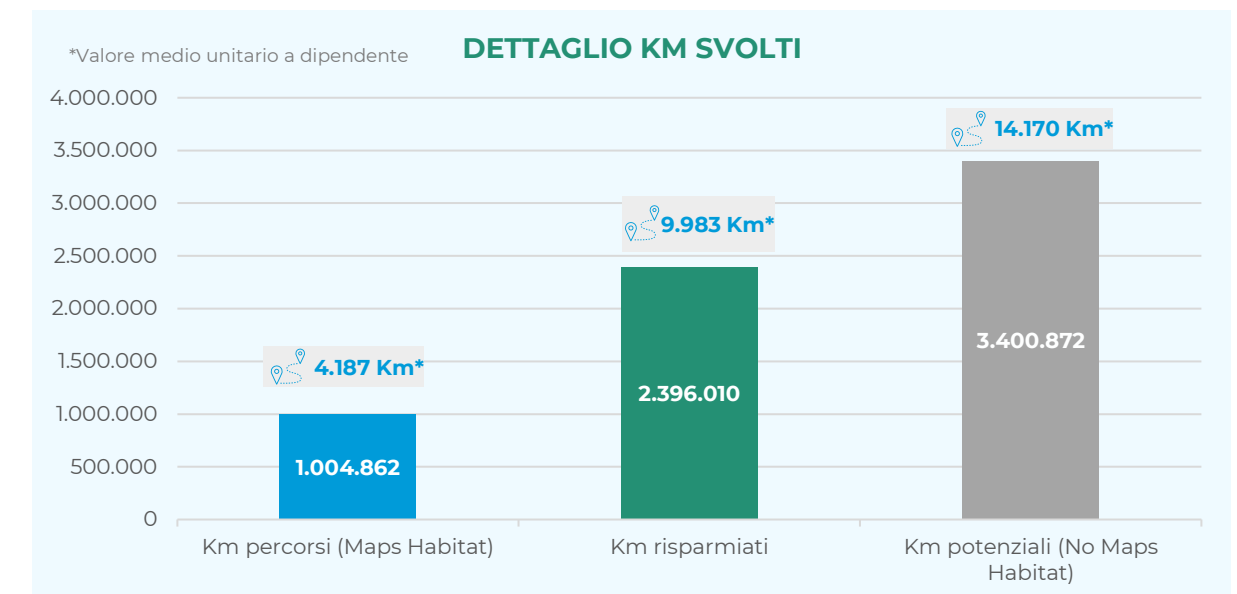 *Valore medio unitario a dipendente
DETTAGLIO KM SVOLTI
4.000.000
3.500.000
3.000.000
2.500.000
2.000.000
1.500.000
1.000.000
500.000
0
4.187 Km*
1.004.862
9.983 Km*
2.396.010
14.170 Km*
3.400.872
Km percorsi (Maps Habitat)
Km risparmiati
Km potenziali (No Maps
Habitat)